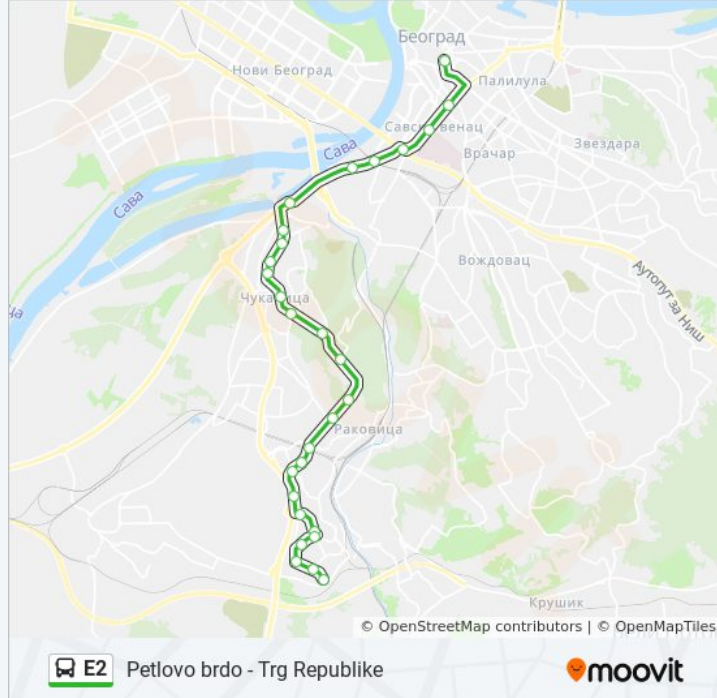 Београд
Нови Београд
Палилула
Савски венац
Звездара
Сава
Врачар
Сава
Вождовац
Аутопут за Ниш
Чукарица
Раковица
Крушик
© OpenStreetMap contributors | © OpenMapTiles
E2 Petlovo brdo - Trg Republike
moovit